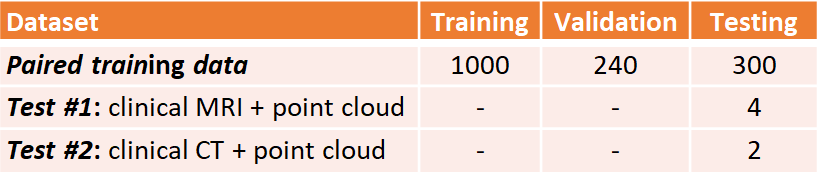 Dataset Training Validation Testing
Paired training data 1000 240 300
Test #1: clinical MRI + point cloud - - 4
Test #2: clinical CT + point cloud - - 2